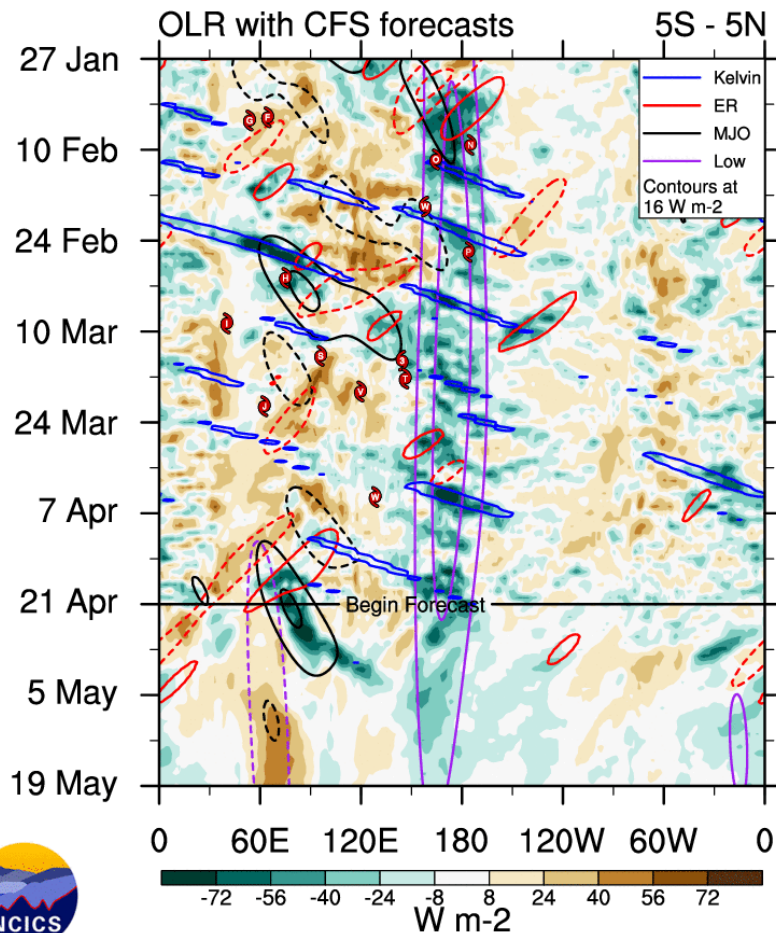 OLR with CFS forecasts 5S - 5N
27 Jan
Kelvin
ER
MJO
Low
Contours at
16 W m-2
G F
N
10 Feb
O
W
24 Feb
P
H
10 Mar
I
S 3
T
V
J
24 Mar
W
7 Apr
21 Apr Begin Forecast
5 May
19 May
0 60E 120E 180 120W 60W 0
-72 -56 -40 -24 -8 8 24 40 56 72
W m-2
NCICS